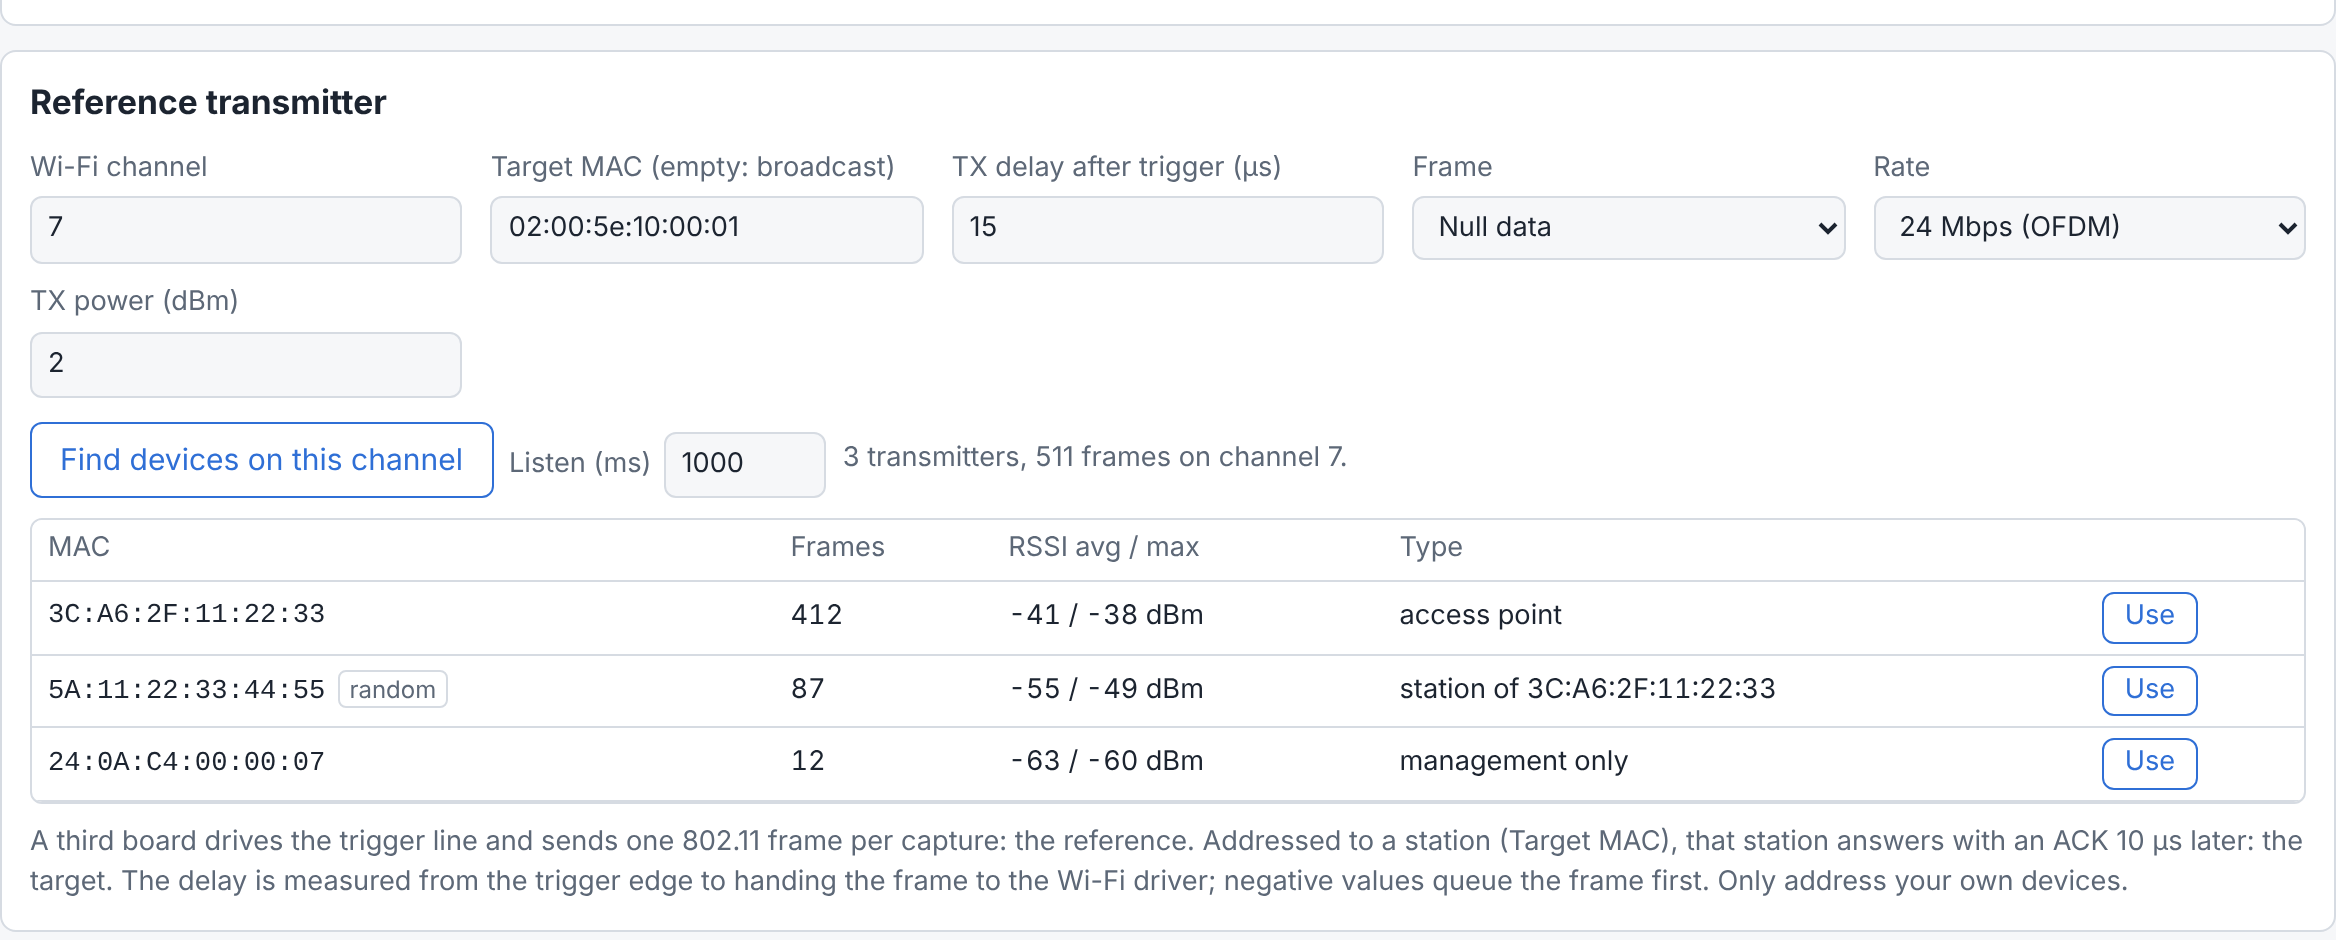 Reference transmitter
Wi-Fi channel
Target MAC (empty: broadcast)
TX delay after trigger (µs)
Frame
Rate
7
02:00:5e:10:00:01
15
Null data
24 Mbps (OFDM)
TX power (dBm)
2
Find devices on this channel
Listen (ms)
1000
3 transmitters, 511 frames on channel 7.
MAC Frames RSSI avg / max Type
3C:A6:2F:11:22:33 412 -41 / -38 dBm access point Use
5A:11:22:33:44:55 random 87 -55 / -49 dBm station of 3C:A6:2F:11:22:33 Use
24:0A:C4:00:00:07 12 -63 / -60 dBm management only Use
A third board drives the trigger line and sends one 802.11 frame per capture: the reference. Addressed to a station (Target MAC), that station answers with an ACK 10 µs later: the
target. The delay is measured from the trigger edge to handing the frame to the Wi-Fi driver; negative values queue the frame first. Only address your own devices.